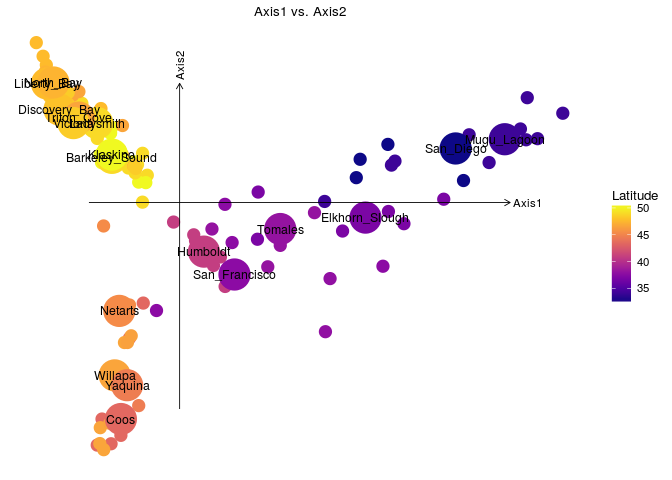 Axis1 vs. Axis2
Axis2
North_Bay
Liberty_Bay
Discovery_Bay
Triton_Cove
Victoria
Ladysmith
Klaskino
Barkeley_Sound
Mugu_Lagoon
San_Diego
Axis1
Latitude
50
45
40
35
Elkhorn_Slough
Tomales
Humboldt
San_Francisco
Netarts
Willapa
Yaquina
Coos